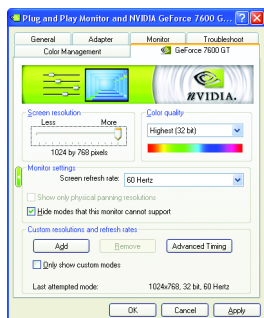 Plug and Play Monitor and NVIDIA GeForce 7600 G...
General Adapter Monitor Troubleshoot
Color Management GeForce 7600 GT
NVIDIA.
Screen resolution
Less More
1024 by 768 pixels
Color quality
Highest (32 bit)
Monitor settings
Screen refresh rate: 60 Hertz
Show only physical panning resolutions
Hide modes that this monitor cannot support
Custom resolutions and refresh rates
Add Remove Advanced Timing
Only show custom modes
Last attempted mode: 1024x768, 32 bit, 60 Hertz
OK Cancel Apply